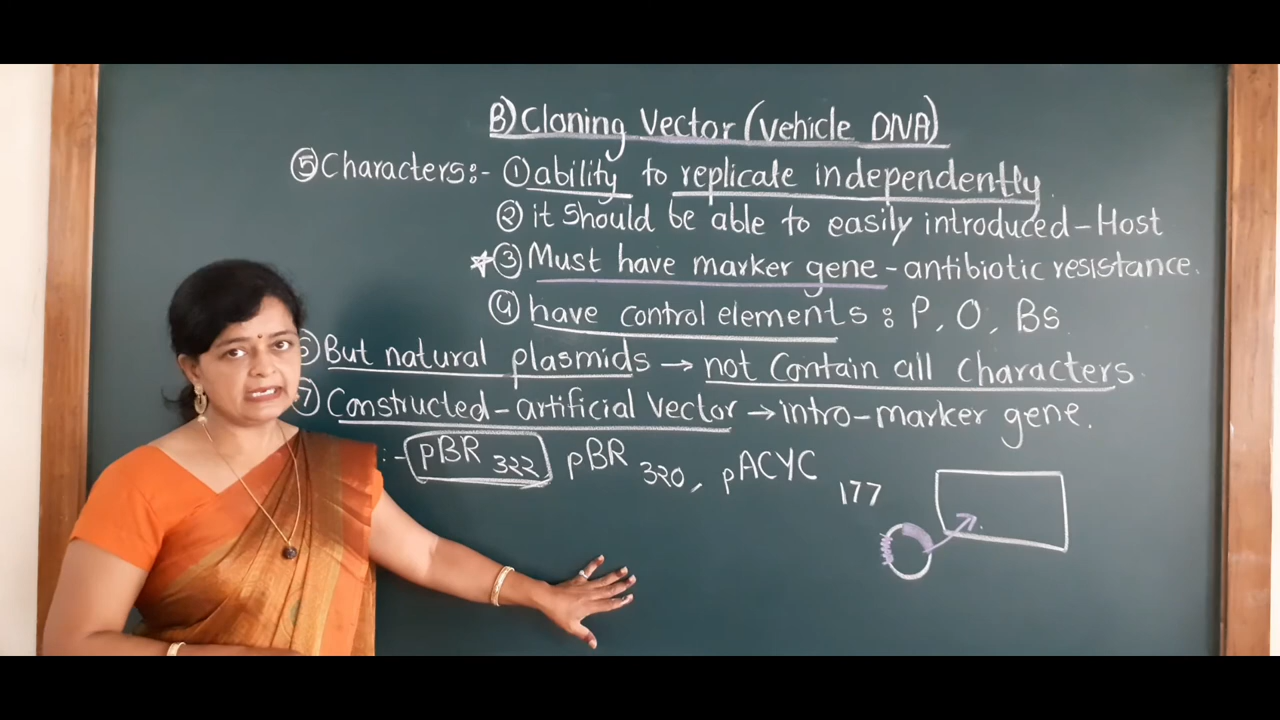 B) Cloning Vector (Vehicle DNA)
⑤ Characters:- ① ability to replicate independently.
② it should be able to easily introduced - Host
* ③ Must have marker gene - antibiotic resistance.
④ have control elements : P, O, Bs
But natural plasmids → not Contain all characters.
⑦ Constructed - artificial Vector → intro - marker gene.
:- pBR 322 pBR 320, pACYC 177